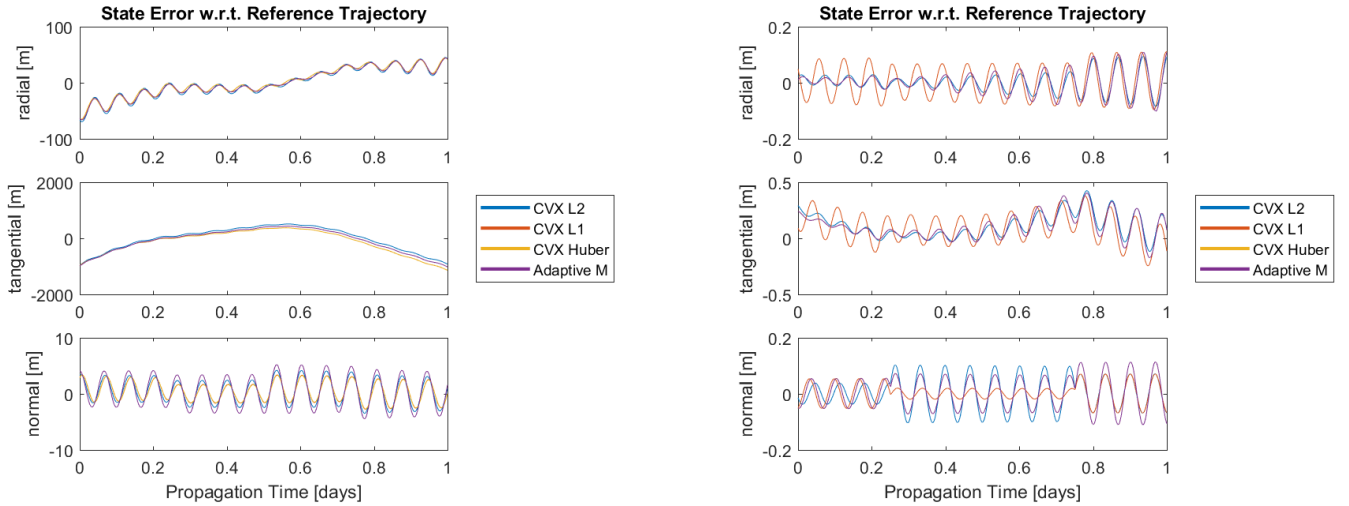 State Error w.r.t. Reference Trajectory
100
0
-100
radial [m]
0 0.2 0.4 0.6 0.8 1
2000
0
-2000
tangential [m]
0 0.2 0.4 0.6 0.8 1
10
0
-10
normal [m]
0 0.2 0.4 0.6 0.8 1
Propagation Time [days]
CVX L2
CVX L1
CVX Huber
Adaptive M
State Error w.r.t. Reference Trajectory
0.2
0
-0.2
radial [m]
0 0.2 0.4 0.6 0.8 1
0.5
0
-0.5
tangential [m]
0 0.2 0.4 0.6 0.8 1
0.2
0
-0.2
normal [m]
0 0.2 0.4 0.6 0.8 1
Propagation Time [days]
CVX L2
CVX L1
CVX Huber
Adaptive M